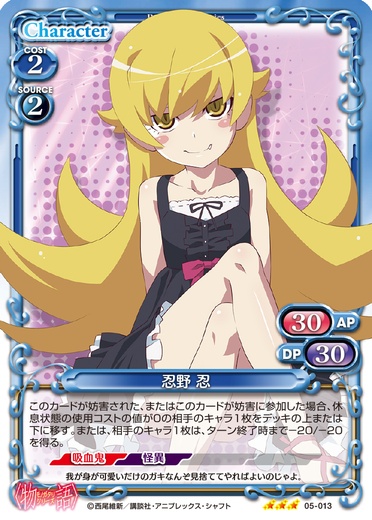 Character
COST
2
SOURCE
2
30 AP
DP 30
忍野 忍
このカードが妨害された、またはこのカードが妨害に参加した場合、休
息状態の使用コストの値が0の相手のキャラ1枚をデッキの上または
下に移す。または、相手のキャラ1枚は、ターン終了時まで-20/-20
を得る。
吸血鬼 怪異
我が身が可愛いだけのガキなんぞ見捨ててやればよいのじゃよ。
物語
©西尾維新/講談社・アニプレックス・シャフト
05-013